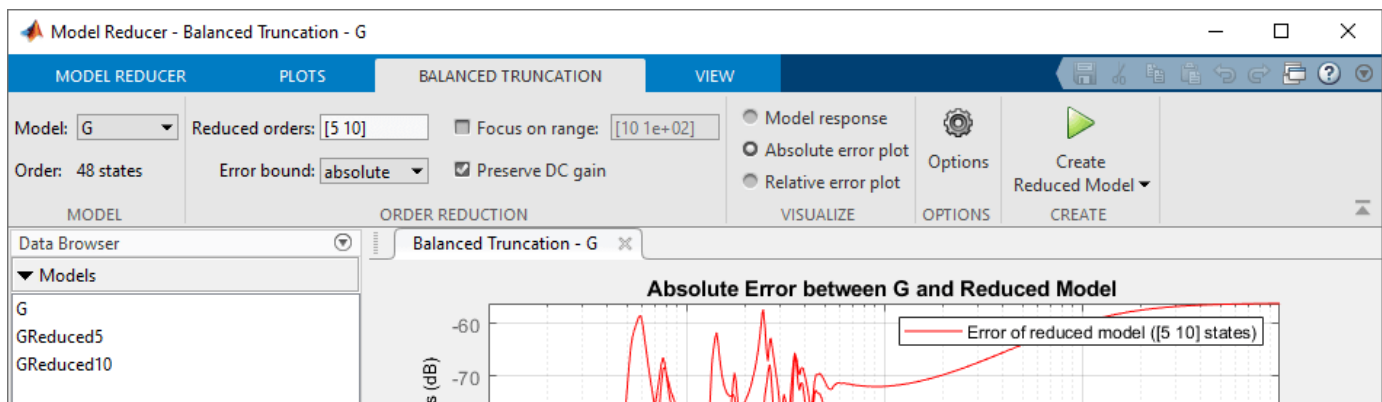 Model Reducer - Balanced Truncation - G
MODEL REDUCER PLOTS BALANCED TRUNCATION VIEW
Model: G Reduced orders: [5 10] Focus on range: [10 1e+02] Model response
Absolute error plot
Order: 48 states Error bound: absolute Preserve DC gain Options Create
Relative error plot Reduced Model
MODEL ORDER REDUCTION VISUALIZE OPTIONS CREATE
Data Browser Balanced Truncation - G
Models
Absolute Error between G and Reduced Model
G
-60 Error of reduced model ([5 10] states)
GReduced5
GReduced10
-70
(dB)